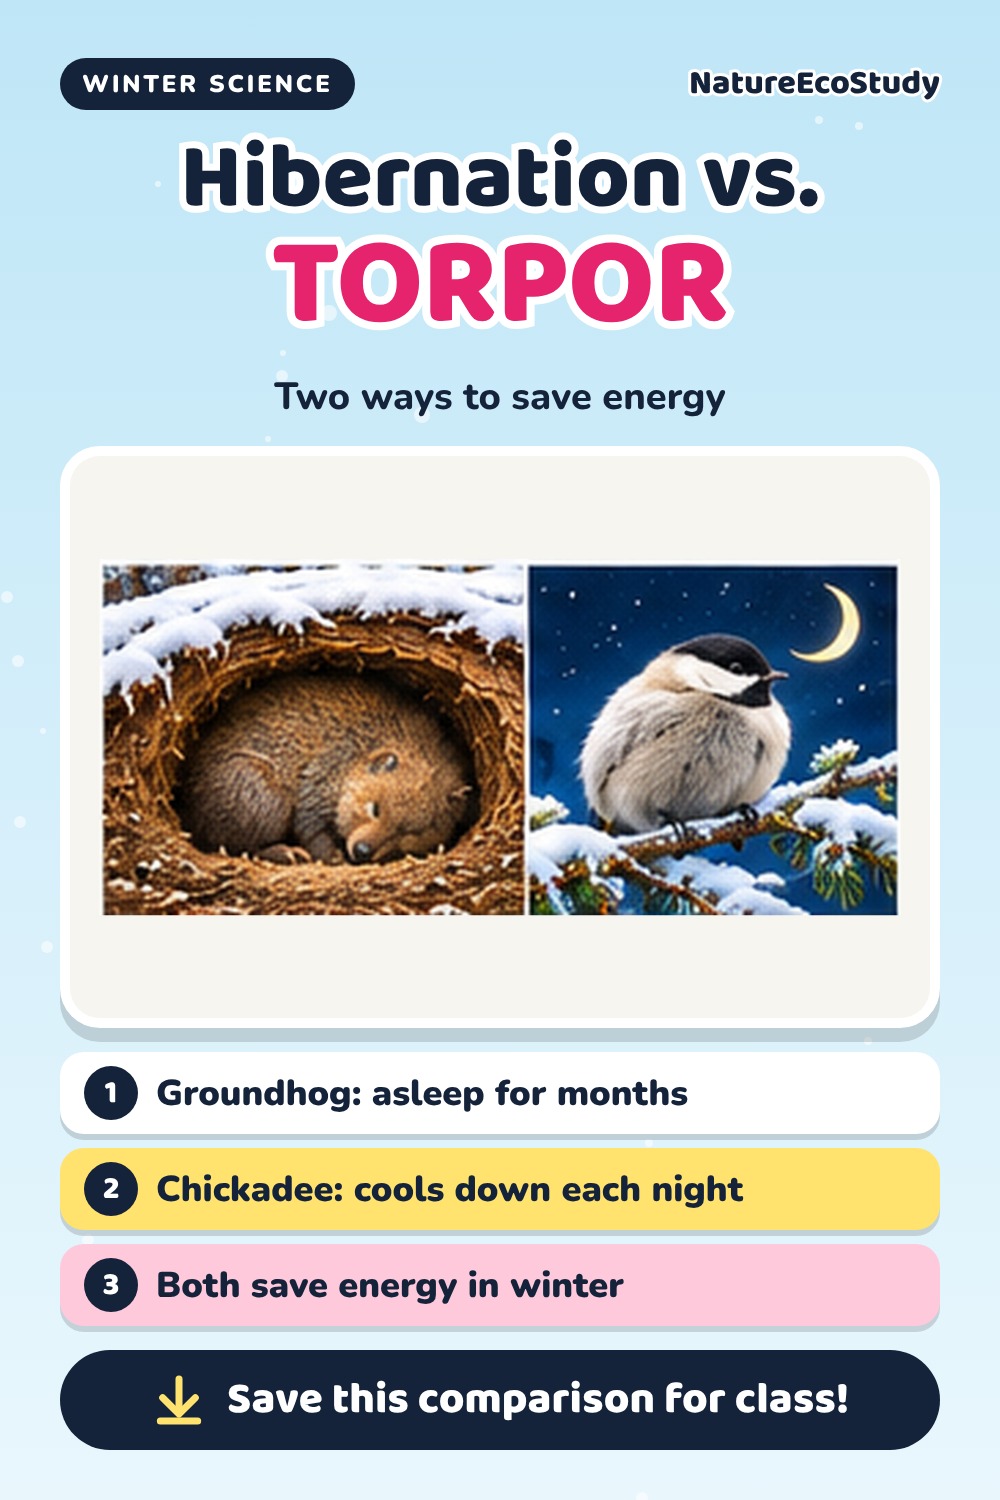 WINTER SCIENCE
NatureEcoStudy
Hibernation vs.
TORPOR
Two ways to save energy
1 Groundhog: asleep for months
2 Chickadee: cools down each night
3 Both save energy in winter
Save this comparison for class!